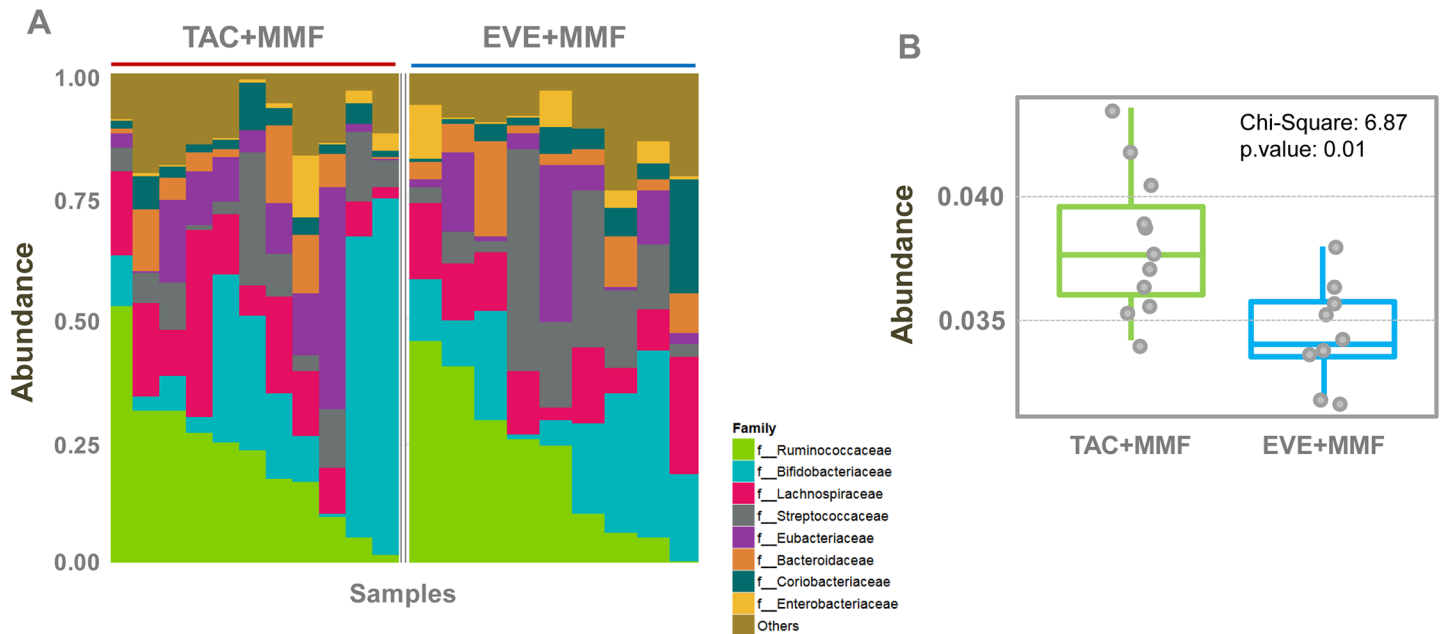 A
TAC+MMF
EVE+MMF
1.00
0.75
0.50
0.25
0.00
Abundance
Samples
Family
f__Ruminococcaceae
f__Bifidobacteriaceae
f__Lachnospiraceae
f__Streptococcaceae
f__Eubacteriaceae
f__Bacteroidaceae
f__Coriobacteriaceae
f__Enterobacteriaceae
Others
B
Chi-Square: 6.87
p.value: 0.01
0.040
0.035
Abundance
TAC+MMF
EVE+MMF